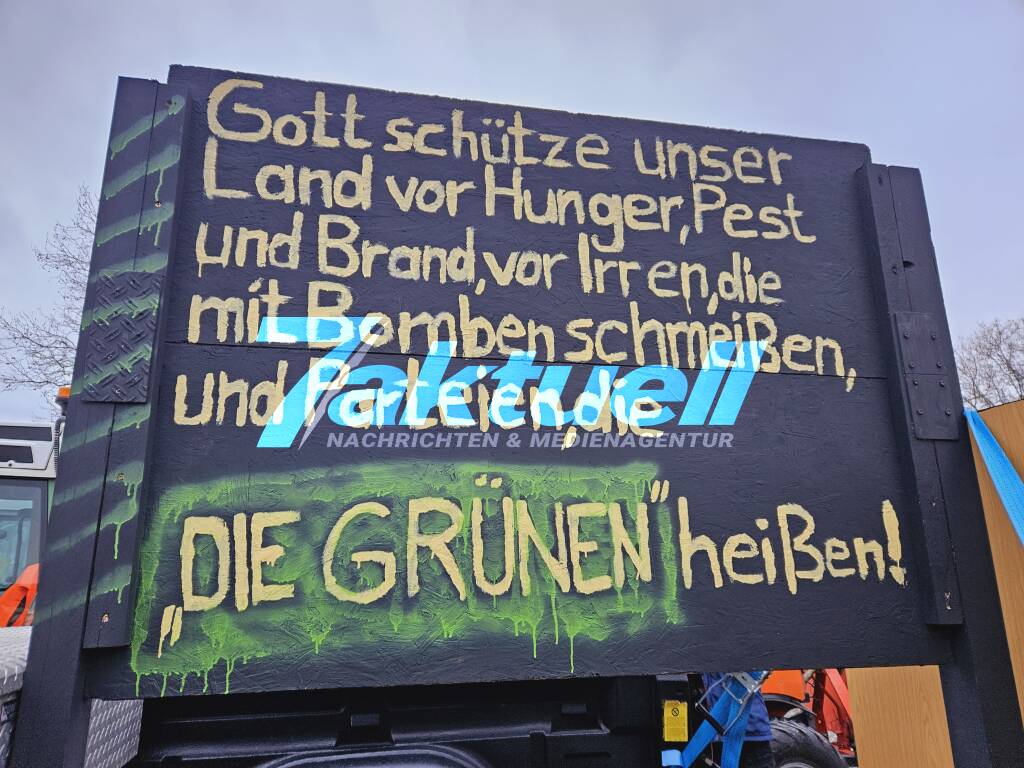 Gott schütze unser
Land vor Hunger, Pest
und Brand, vor Irren, die
mit Bomben schmeißen,
und Parteien, die
7aktuell
NACHRICHTEN & MEDIENAGENTUR
„DIE GRÜNEN" heißen!